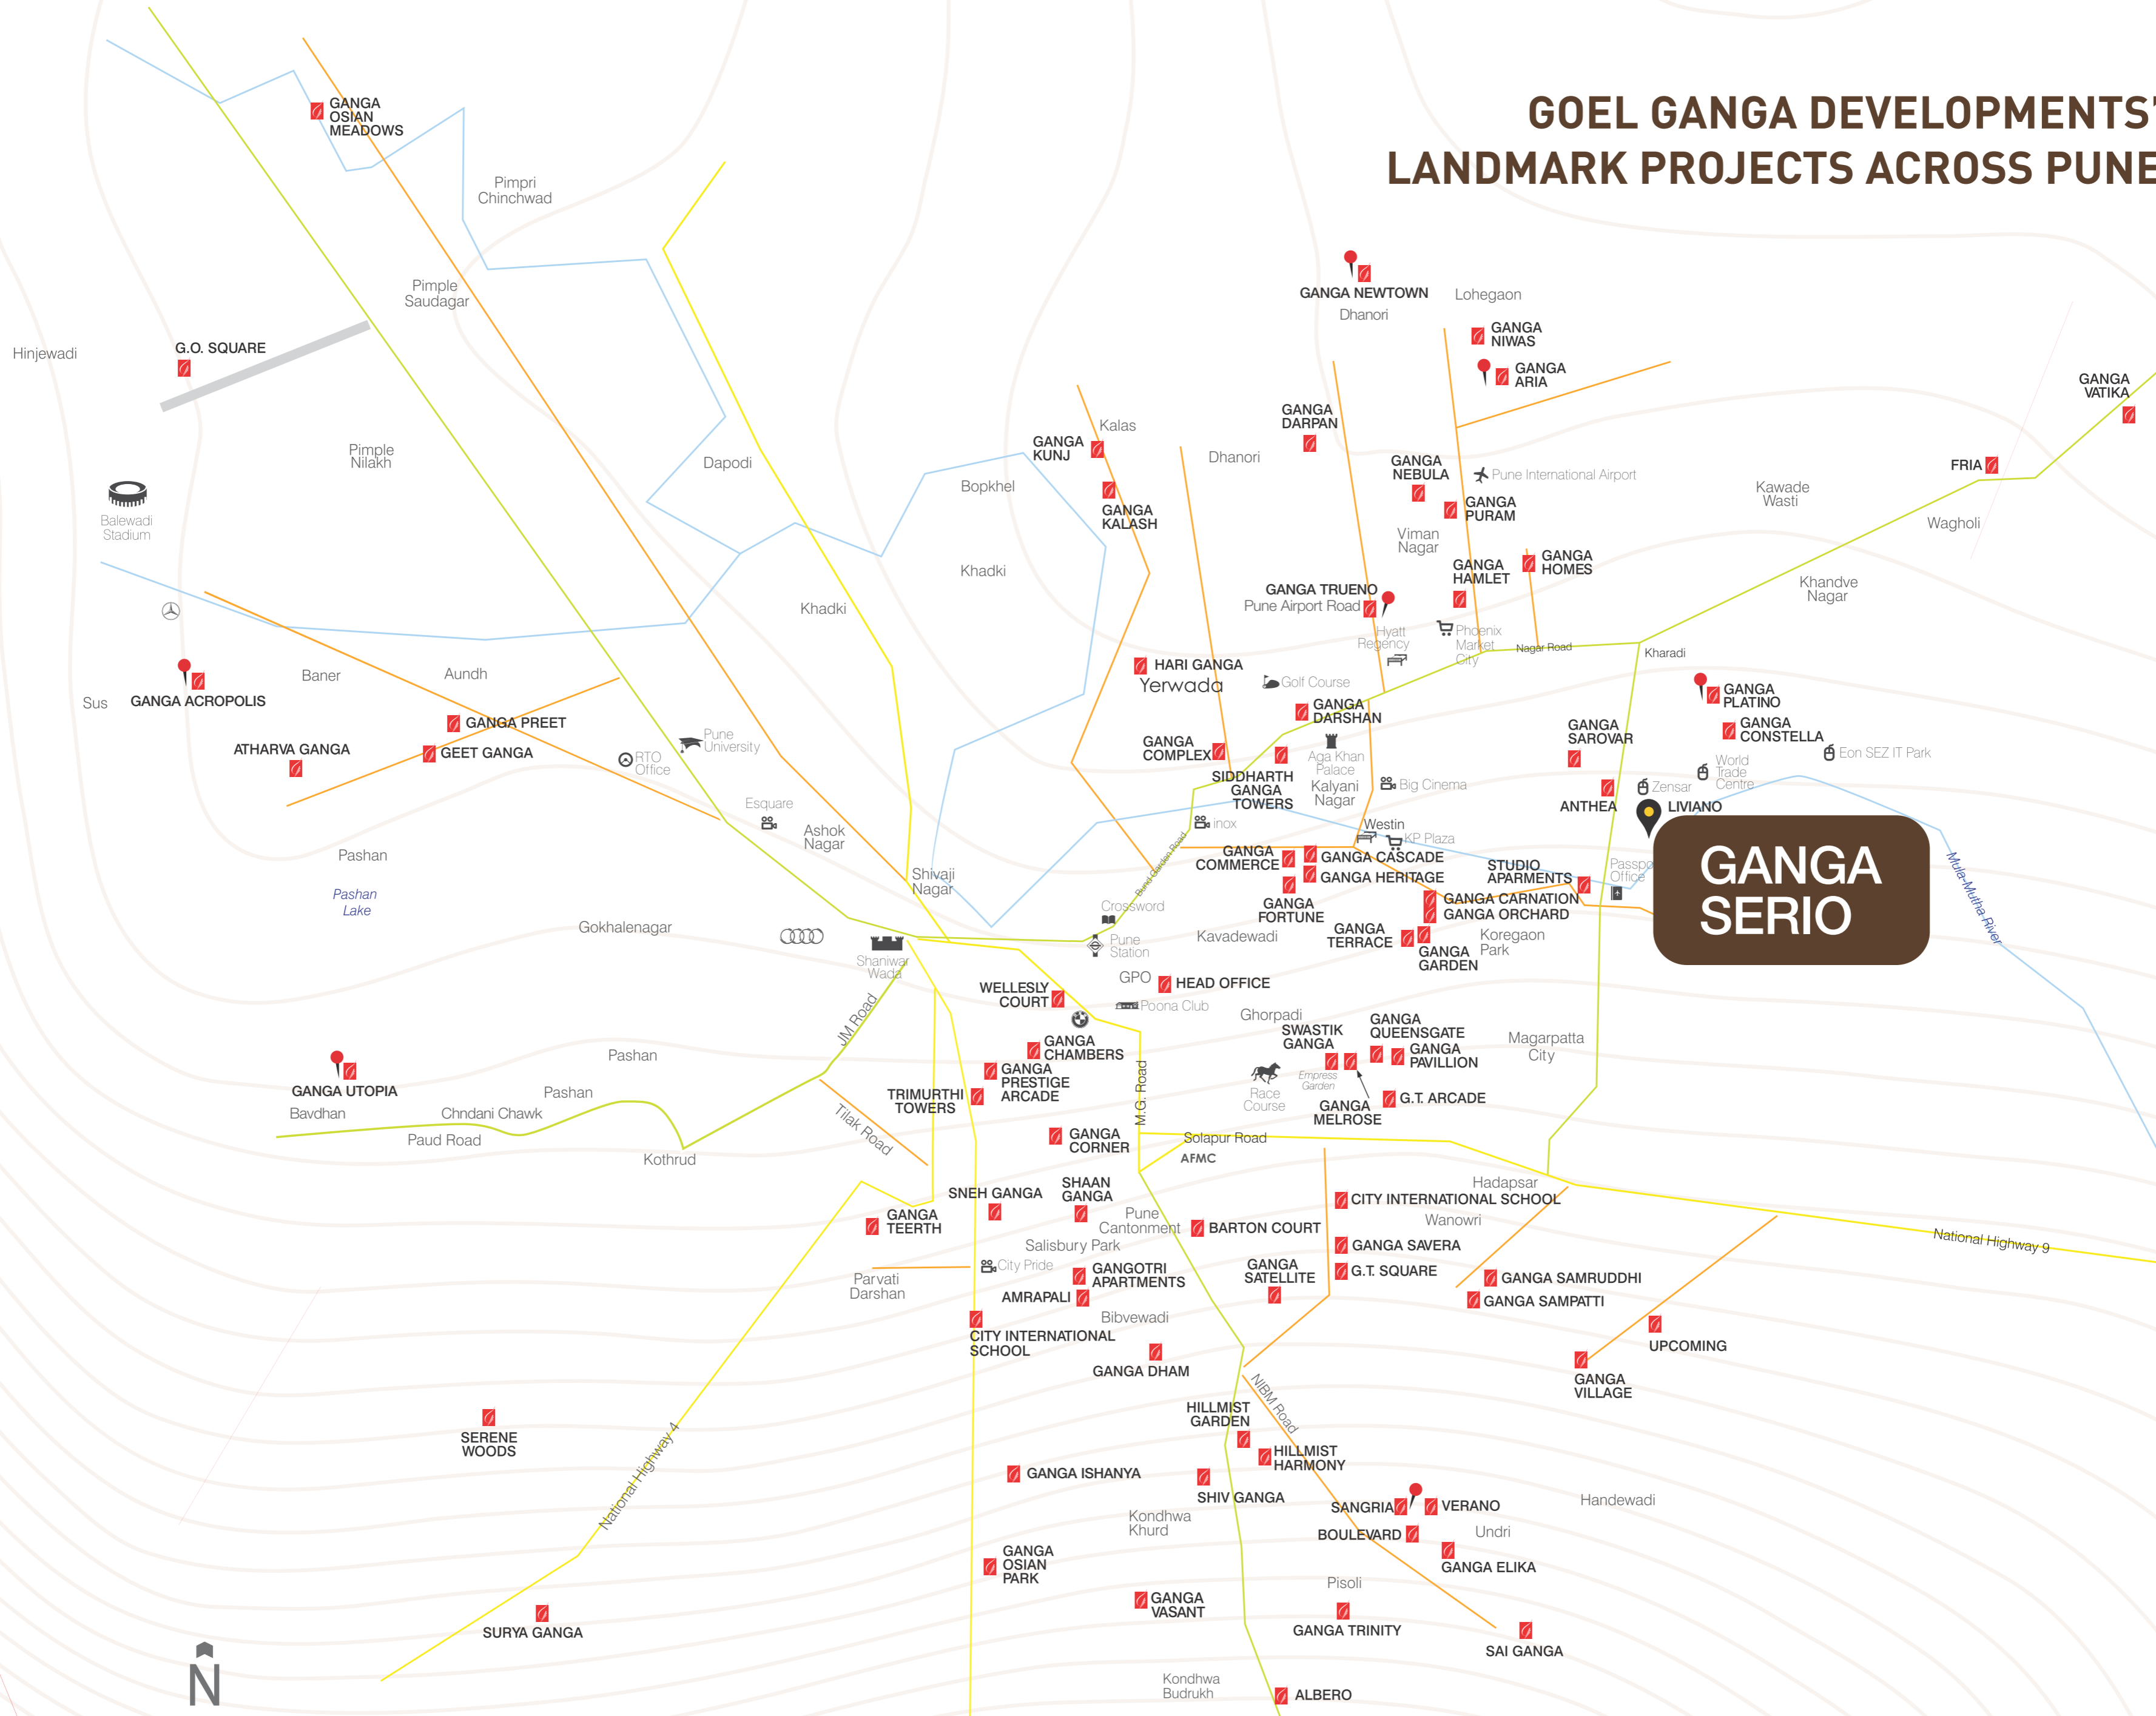 GOEL GANGA DEVELOPMENTS'
LANDMARK PROJECTS ACROSS PUNE
GANGA
OSIAN
MEADOWS
Pimpri
Chinchwad
Pimple
Saudagar
GANGA NEWTOWN
Dhanori
Lohegaon
GANGA
NIWAS
GANGA
ARIA
Hinjewadi
G.O. SQUARE
GANGA
VATIKA
GANGA
DARPAN
Kalas
GANGA
KUNJ
Dhanori
Pimple
Nilakh
Dapodi
GANGA
NEBULA
Pune International Airport
FRIA
Bopkhel
GANGA
KALASH
GANGA
PURAM
Kawade
Wasti
Wagholi
Balewadi
Stadium
Viman
Nagar
GANGA
HOMES
GANGA
HAMLET
Khadki
Khadki
GANGA TRUENO
Pune Airport Road
Khandve
Nagar
Hyatt
Regency
Phoenix
Market
City
Nagar Road
Kharadi
HARI GANGA
Yerwada
Golf Course
Baner
Aundh
Sus
GANGA ACROPOLIS
GANGA
PLATINO
GANGA
DARSHAN
GANGA PREET
GANGA
SAROVAR
GANGA
CONSTELLA
ATHARVA GANGA
GEET GANGA
RTO
Office
Pune
University
GANGA
COMPLEX
Aga Khan
Palace
Eon SEZ IT Park
World
Trade
Centre
SIDDHARTH
GANGA
TOWERS
Kalyani
Nagar
Big Cinema
Zensar
ANTHEA
LIVIANO
Esquare
Ashok
Nagar
inox
Westin
KP Plaza
Bund Garden Road
Pashan
GANGA
COMMERCE
GANGA CASCADE
GANGA HERITAGE
STUDIO
APARMENTS
Office
GANGA
SERIO
Mula-Mutha River
Shivaji
Nagar
Pashan
Lake
GANGA
FORTUNE
GANGA CARNATION
GANGA ORCHARD
Crossword
Gokhalenagar
Pune
Station
Kavadewadi
GANGA
TERRACE
GANGA
GARDEN
Koregaon
Park
Shaniwar
Wada
GPO
HEAD OFFICE
WELLESLY
COURT
Poona Club
Ghorpadi
JM Road
SWASTIK
GANGA
GANGA
QUEENSGATE
GANGA
PAVILLION
Magarpatta
City
GANGA
CHAMBERS
Pashan
GANGA
PRESTIGE
ARCADE
M.G. Road
Race
Course
Empress
Garden
GANGA UTOPIA
Pashan
TRIMURTHI
TOWERS
GANGA
MELROSE
G.T. ARCADE
Bavdhan
Chndani Chawk
Paud Road
Tilak Road
GANGA
CORNER
Solapur Road
AFMC
Kothrud
SNEH GANGA
SHAAN
GANGA
Hadapsar
CITY INTERNATIONAL SCHOOL
GANGA
TEERTH
Pune
Cantonment
BARTON COURT
Wanowri
Salisbury Park
GANGA SAVERA
National Highway 9
City Pride
GANGOTRI
APARTMENTS
GANGA
SATELLITE
G.T. SQUARE
GANGA SAMRUDDHI
Parvati
Darshan
AMRAPALI
GANGA SAMPATTI
Bibvewadi
CITY INTERNATIONAL
SCHOOL
UPCOMING
GANGA DHAM
GANGA
VILLAGE
NIBM Road
HILLMIST
GARDEN
SERENE
WOODS
National Highway 4
HILLMIST
HARMONY
GANGA ISHANYA
SHIV GANGA
SANGRIA
VERANO
Handewadi
Kondhwa
Khurd
BOULEVARD
Undri
GANGA
OSIAN
PARK
GANGA ELIKA
Pisoli
GANGA
VASANT
SURYA GANGA
GANGA TRINITY
SAI GANGA
N
Kondhwa
Budrukh
ALBERO